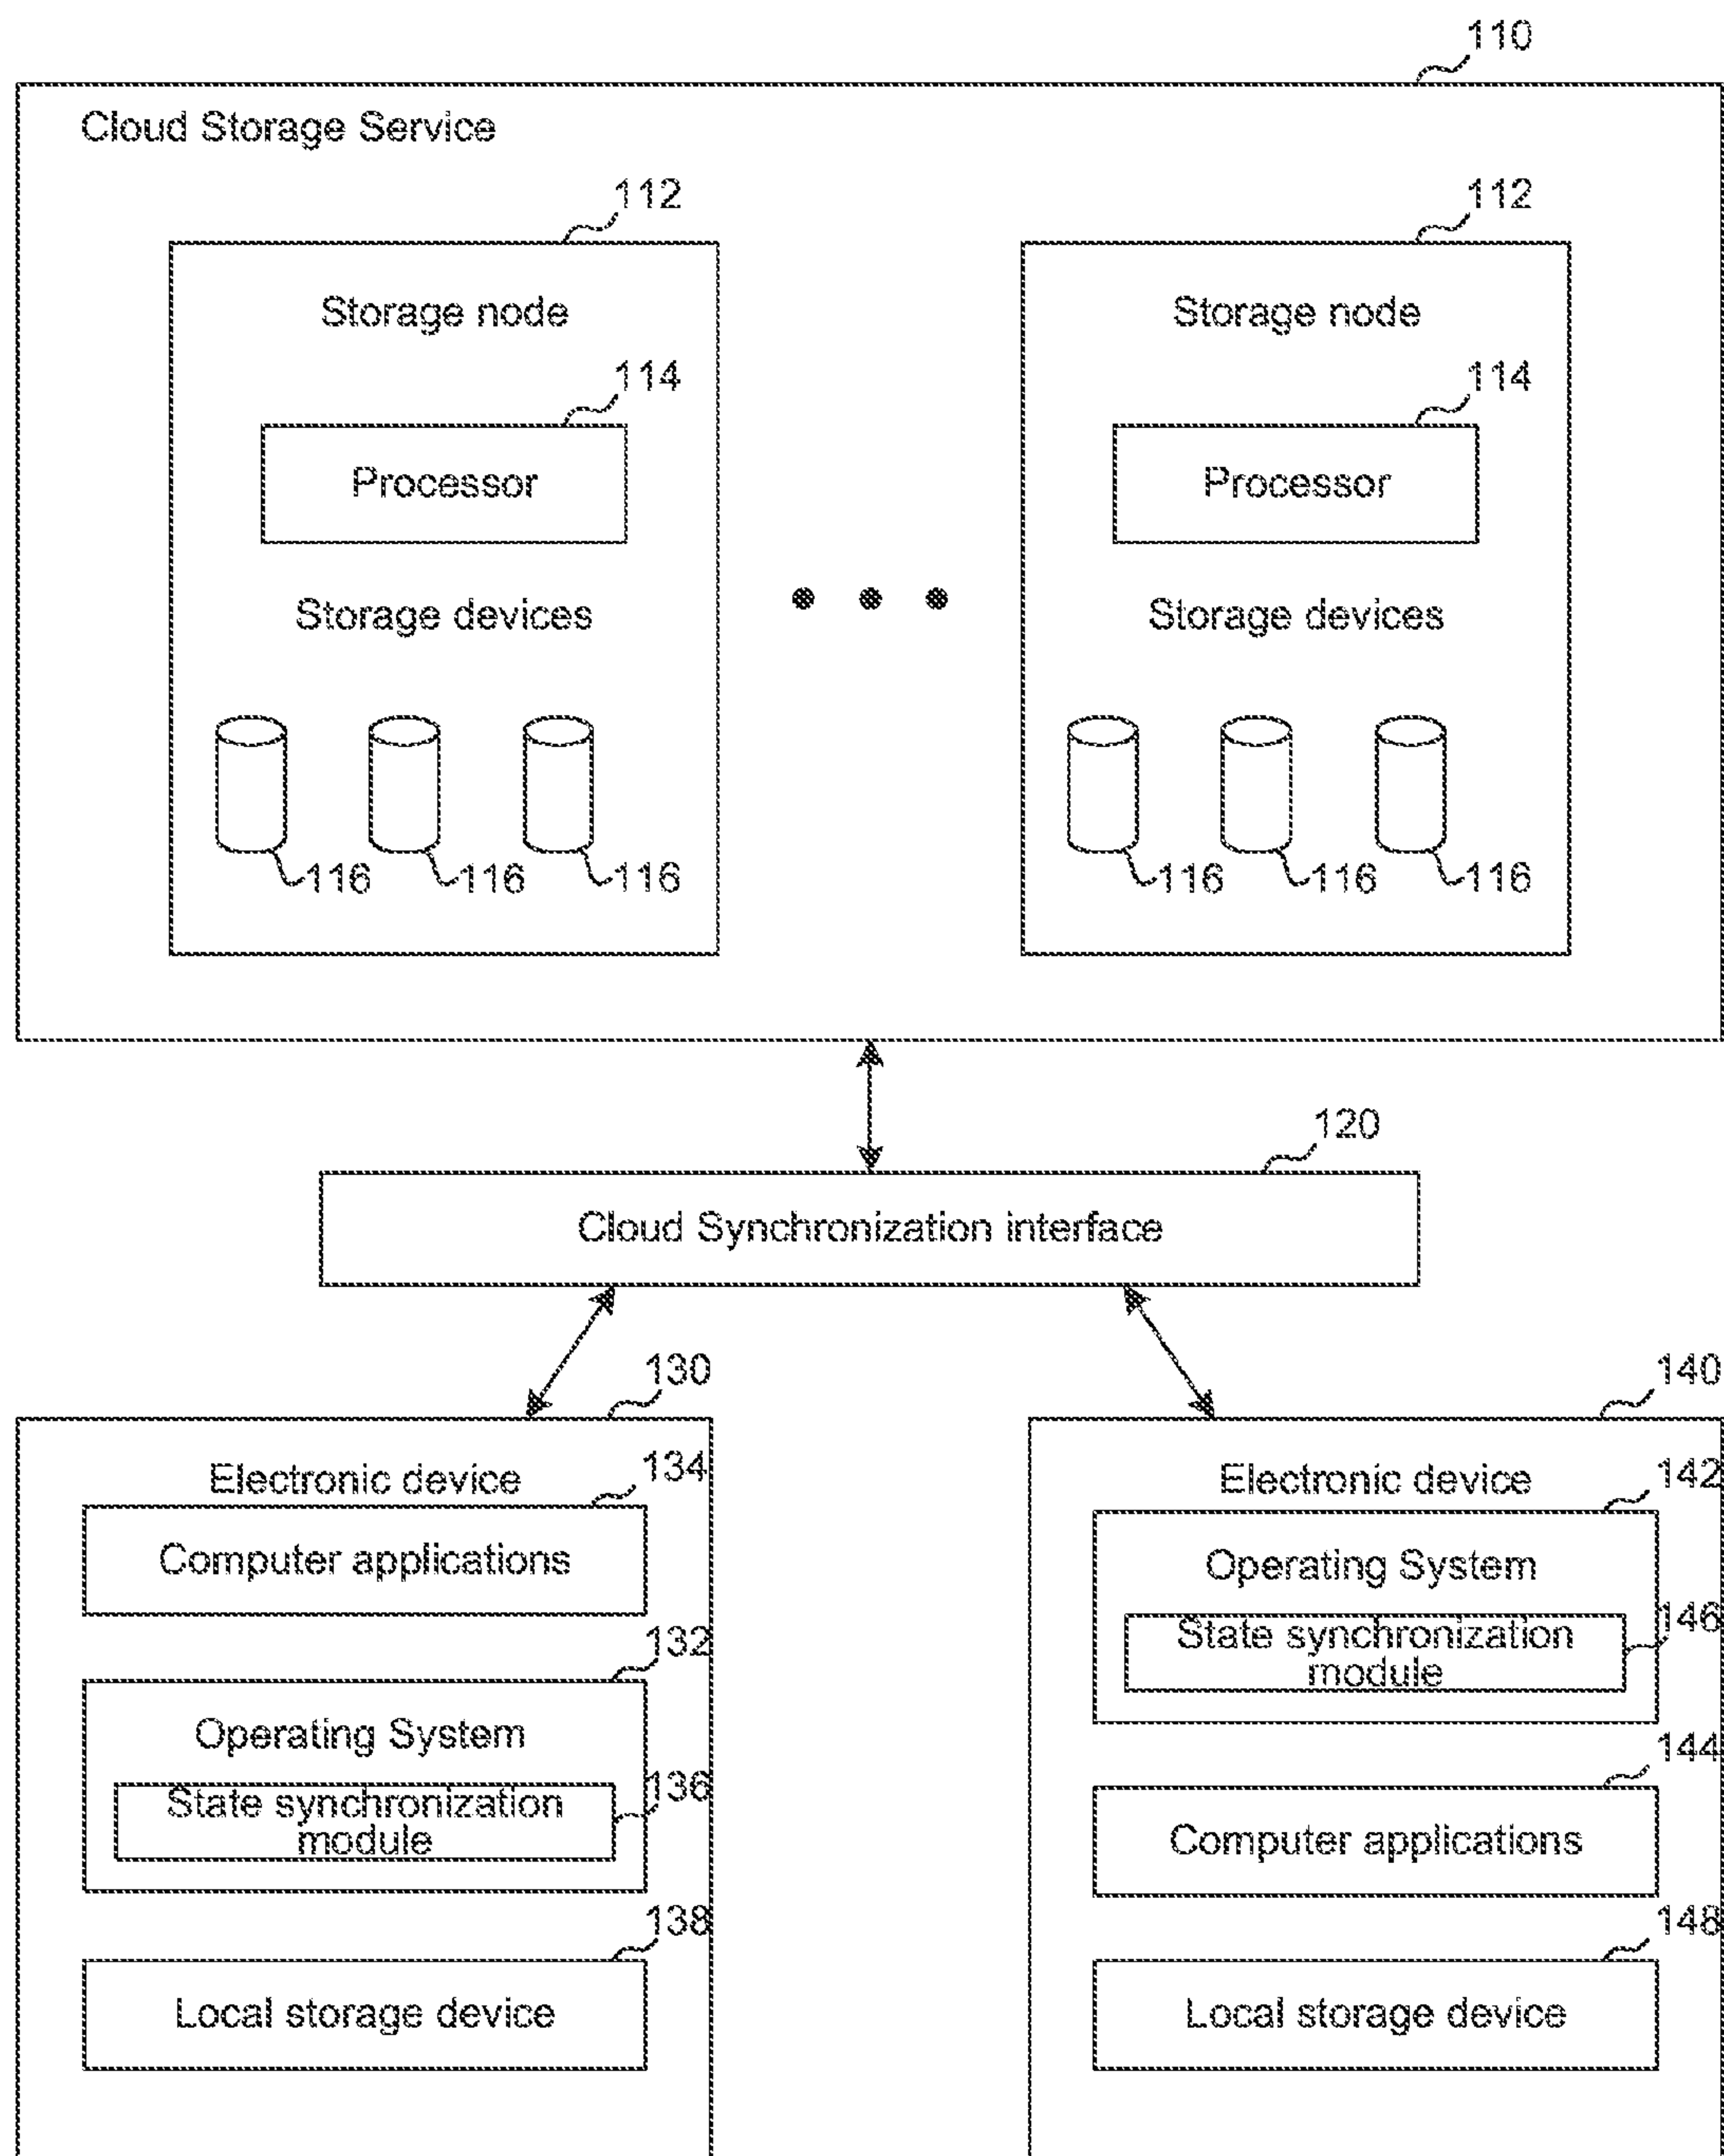 110
Cloud Storage Service
112
112
Storage node
Storage node
114
114
Processor
Processor
Storage devices
Storage devices
116
116
116
116
116
116
120
Cloud Synchronization interface
130
140
Electronic device
134
Computer applications
132
Operating System
State synchronization
module
136
138
Local storage device
Electronic device
142
Operating System
State synchronization
module
146
144
Computer applications
148
Local storage device